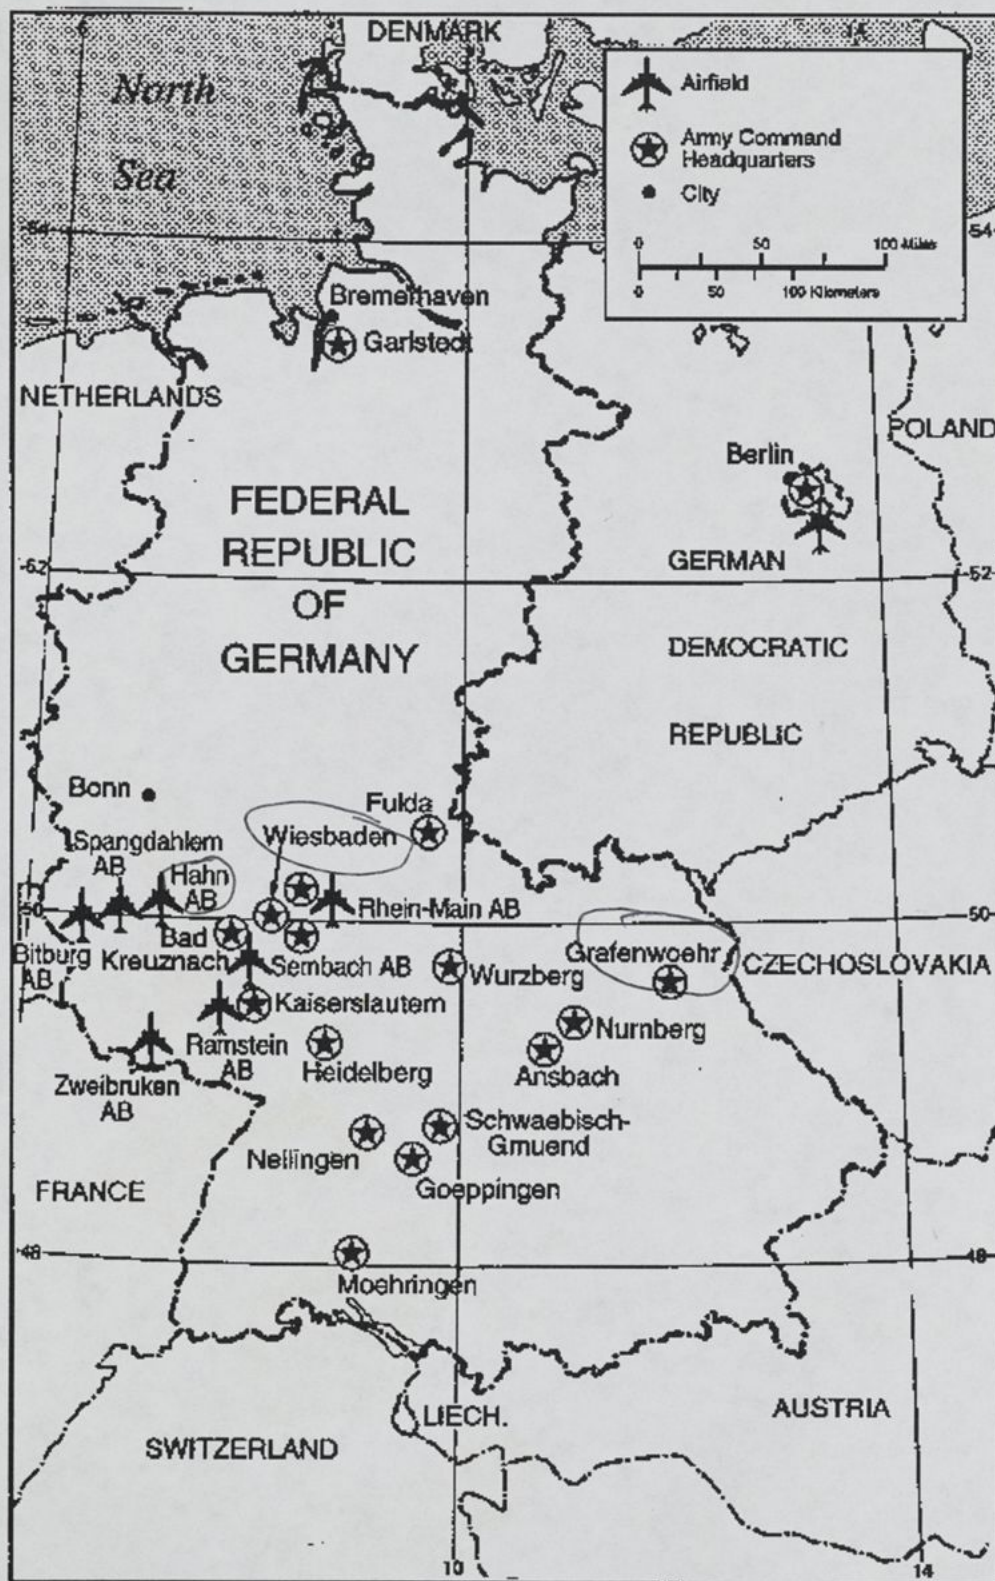 DENMARK
15
North
Sea
Airfield
Army Command
Headquarters
City
0 50 100 Miles
0 50 100 Kilometers
54
54
Bremerhaven
Garlstedt
NETHERLANDS
POLAND
Berlin
FEDERAL
REPUBLIC
OF
GERMANY
52
52
GERMAN
DEMOCRATIC
REPUBLIC
Bonn
Fulda
Wiesbaden
Spangdahlem
AB
Hahn
AB
50
50
Rhein-Main AB
Bitburg
AB
Bad
Kreuznach
Sembach AB
Wurzberg
Grafenwoehr
CZECHOSLOVAKIA
Kaiserslautern
Nurnberg
Ramstein
AB
Heidelberg
Ansbach
Zweibruken
AB
Schwaebisch-
Gmuend
Nellingen
Goeppingen
FRANCE
48
48
Moehringen
LIECH.
AUSTRIA
SWITZERLAND
10
14